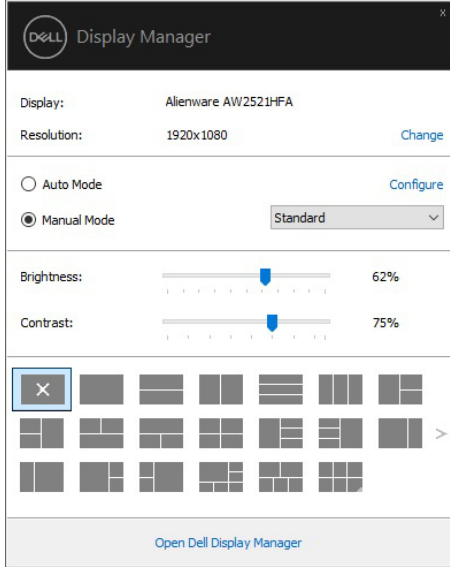 x
DELL Display Manager
Display: Alienware AW2521HFA
Resolution: 1920x1080 Change
Auto Mode Configure
Manual Mode Standard
Brightness: 62%
Contrast: 75%
Open Dell Display Manager